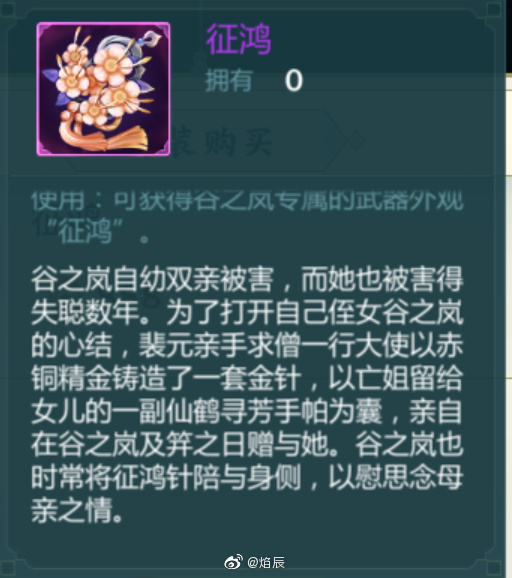 征鸿
拥有 0
装购买
使用：可获得谷之岚专属的武器外观
“征鸿”。
谷之岚自幼双亲被害，而她也被害得
失聪数年。为了打开自己侄女谷之岚
的心结，裴元亲手求僧一行大使以赤
铜精金铸造了一套金针，以亡姐留给
女儿的一副仙鹤寻芳手帕为囊，亲自
在谷之岚及笄之日赠与她。谷之岚也
时常将征鸿针陪与身侧，以慰思念母
亲之情。
@焰辰